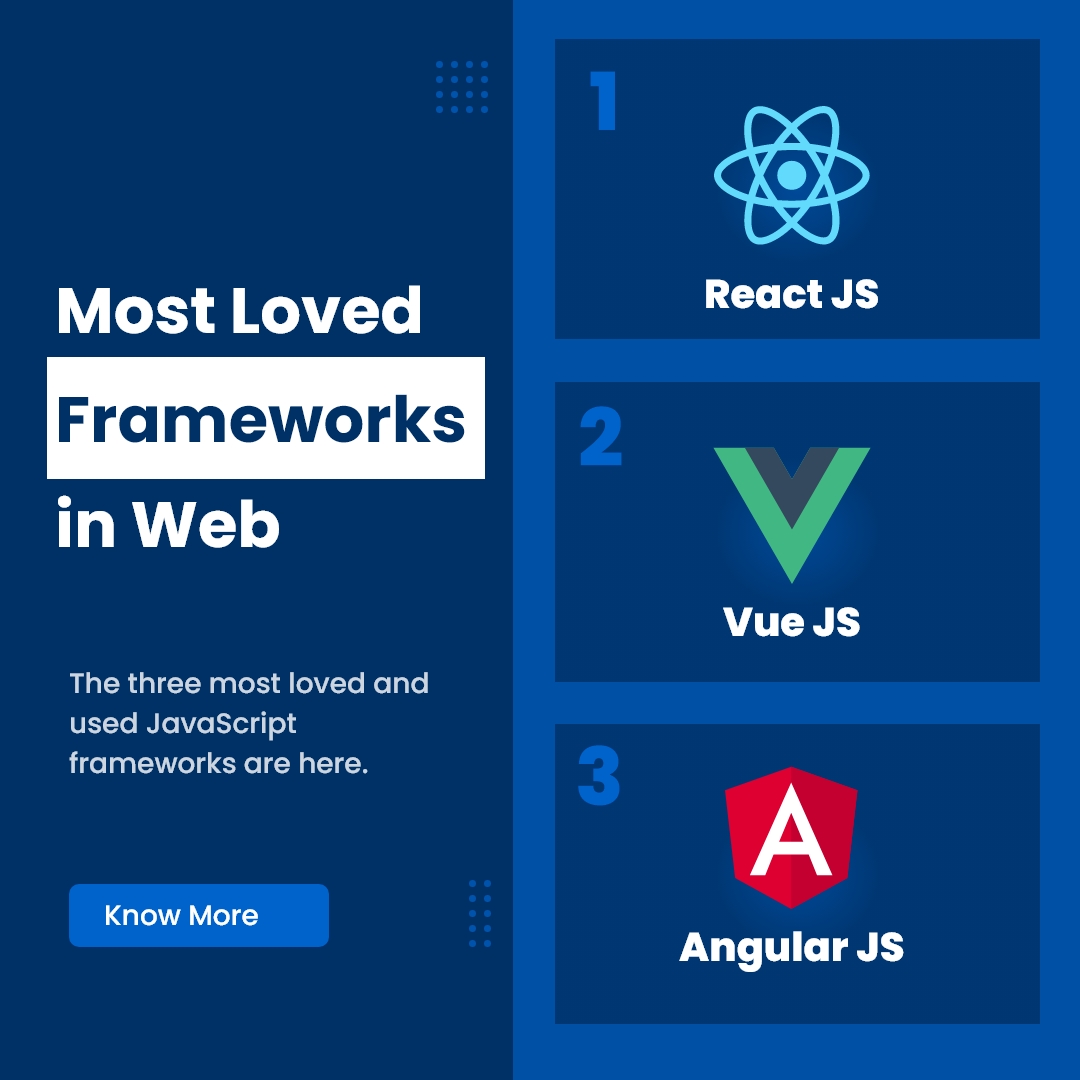 Most Loved
Frameworks
in Web
The three most loved and
used JavaScript
frameworks are here.
Know More
1
React JS
2
Vue JS
3
A
Angular JS